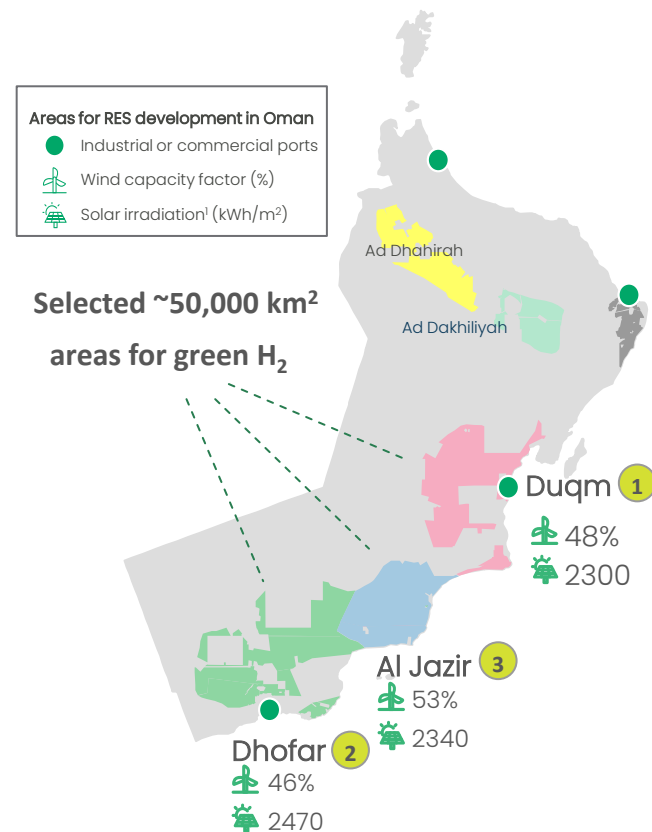 Areas for RES development in Oman
Industrial or commercial ports
Wind capacity factor (%)
Solar irradiation¹ (kWh/m²)
Ad Dhahirah
Selected ~50,000 km²
areas for green H₂
Ad Dakhiliyah
Duqm 1
48%
2300
Al Jazir 3
53%
2340
Dhofar 2
46%
2470